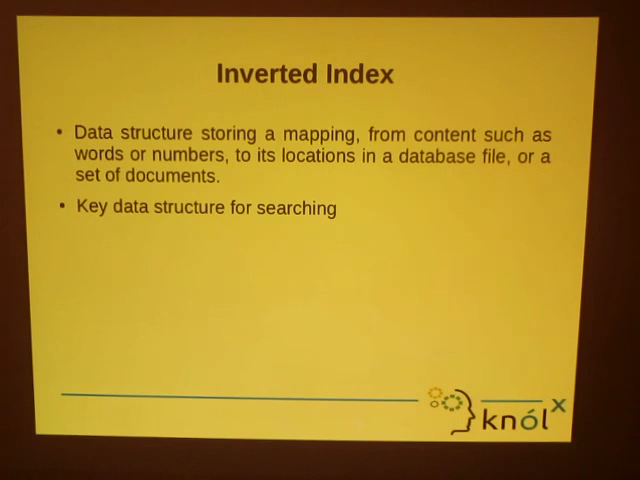 Inverted Index
• Data structure storing a mapping, from content such as
words or numbers, to its locations in a database file, or a
set of documents.
• Key data structure for searching
knólx